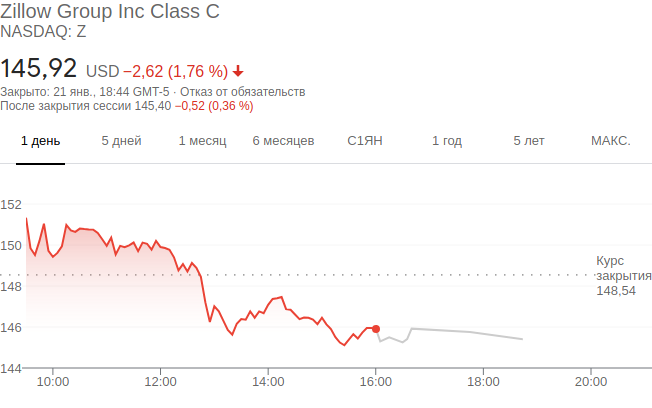 Zillow Group Inc Class C
NASDAQ: Z
145,92 USD −2,62 (1,76 %)
Закрыто: 21 янв., 18:44 GMT-5 · Отказ от обязательств
После закрытия сессии 145,40 −0,52 (0,36 %)
1 день 5 дней 1 месяц 6 месяцев С1ЯН 1 год 5 лет МАКС.
152
150
Курс
закрытия
148,54
148
146
144
10:00 12:00 14:00 16:00 18:00 20:00